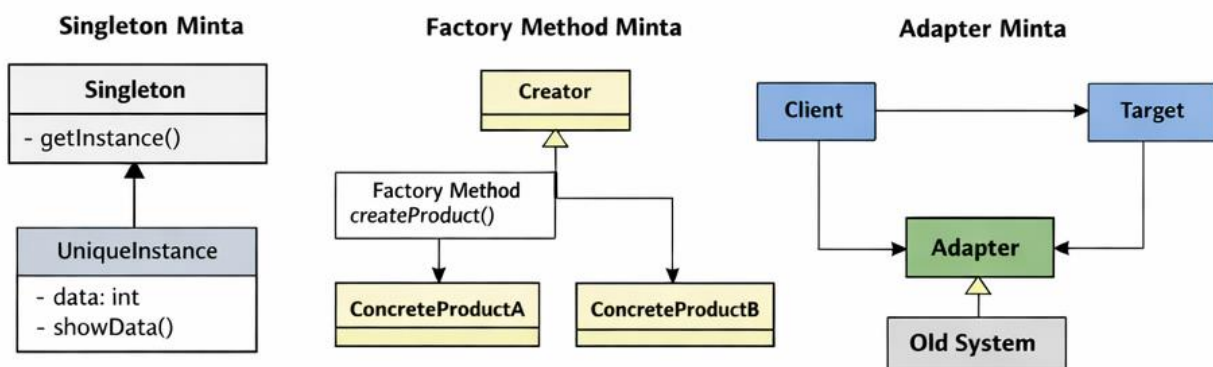 Singleton Minta
Singleton
- getInstance()
UniqueInstance
- data: int
- showData()
Factory Method Minta
Creator
Factory Method
createProduct()
ConcreteProductA
ConcreteProductB
Adapter Minta
Client
Target
Adapter
Old System